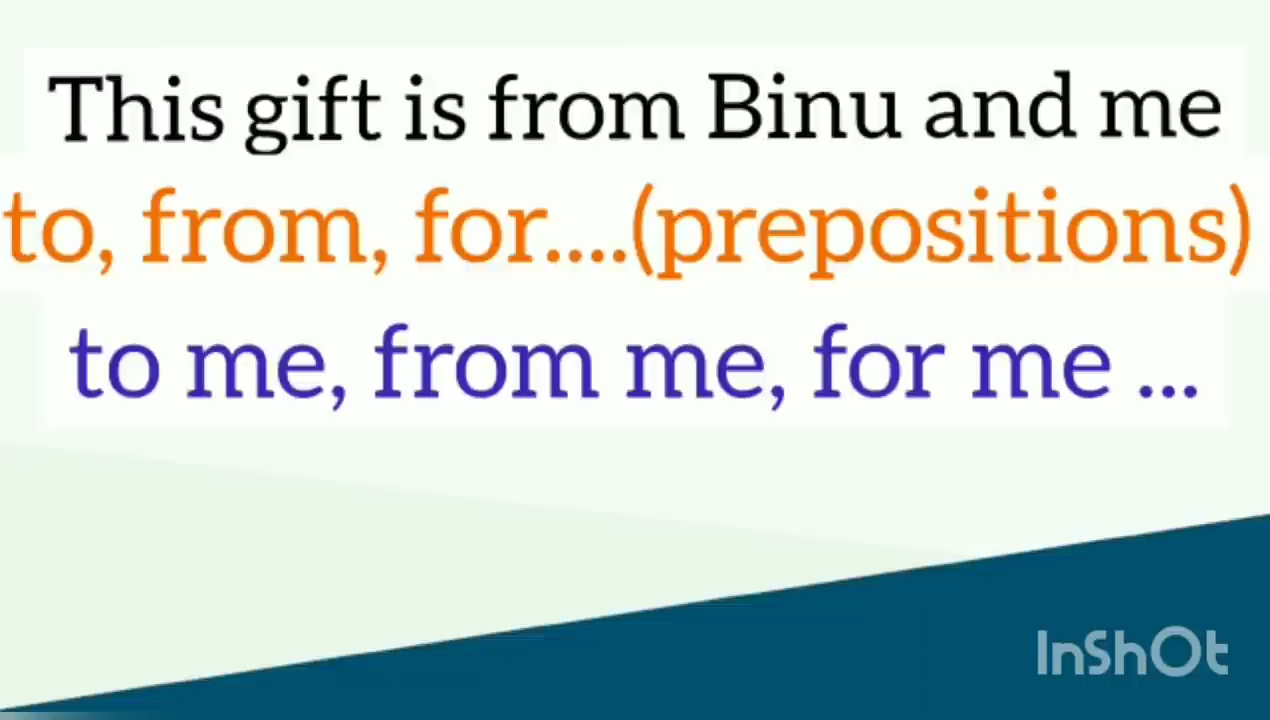 This gift is from Binu and me
to, from, for....(prepositions)
to me, from me, for me ...
InShOt